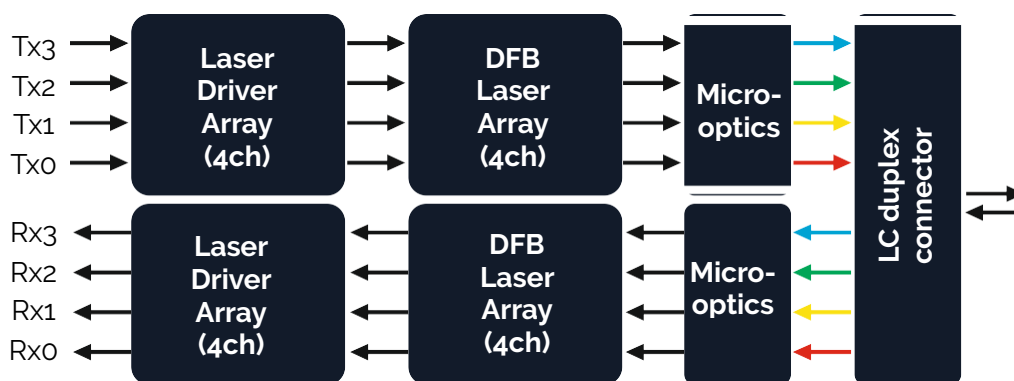 Tx3
Tx2
Tx1
Tx0
Laser
Driver
Array
(4ch)
DFB
Laser
Array
(4ch)
Micro-
optics
LC duplex
connector
Rx3
Rx2
Rx1
Rx0
Laser
Driver
Array
(4ch)
DFB
Laser
Array
(4ch)
Micro-
optics